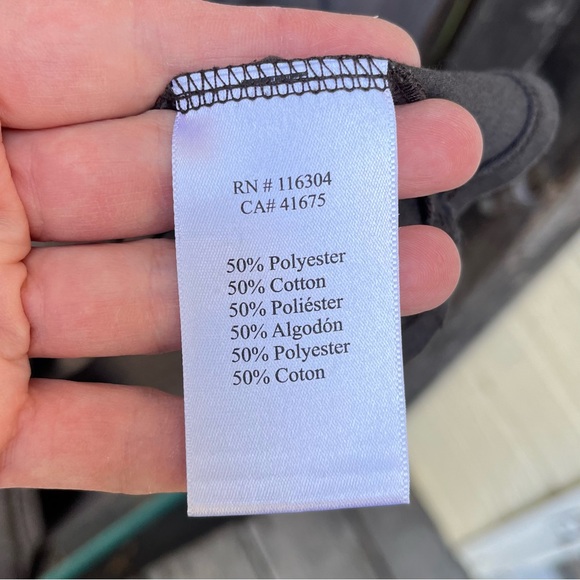 RN # 116304
CA# 41675
50% Polyester
50% Cotton
50% Poliéster
50% Algodón
50% Polyester
50% Coton